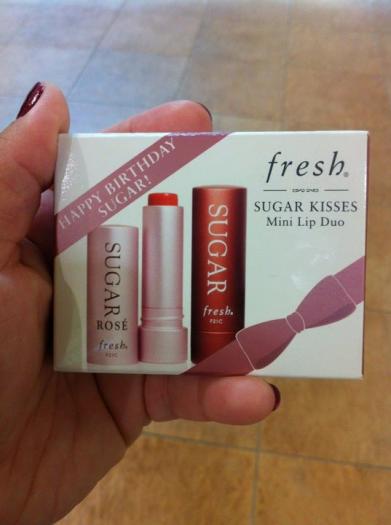 HAPPY BIRTHDAY
SUGAR!
fresh®
SUGAR KISSES
Mini Lip Duo
SUGAR
ROSÉ
fresh®
SUGAR
fresh®